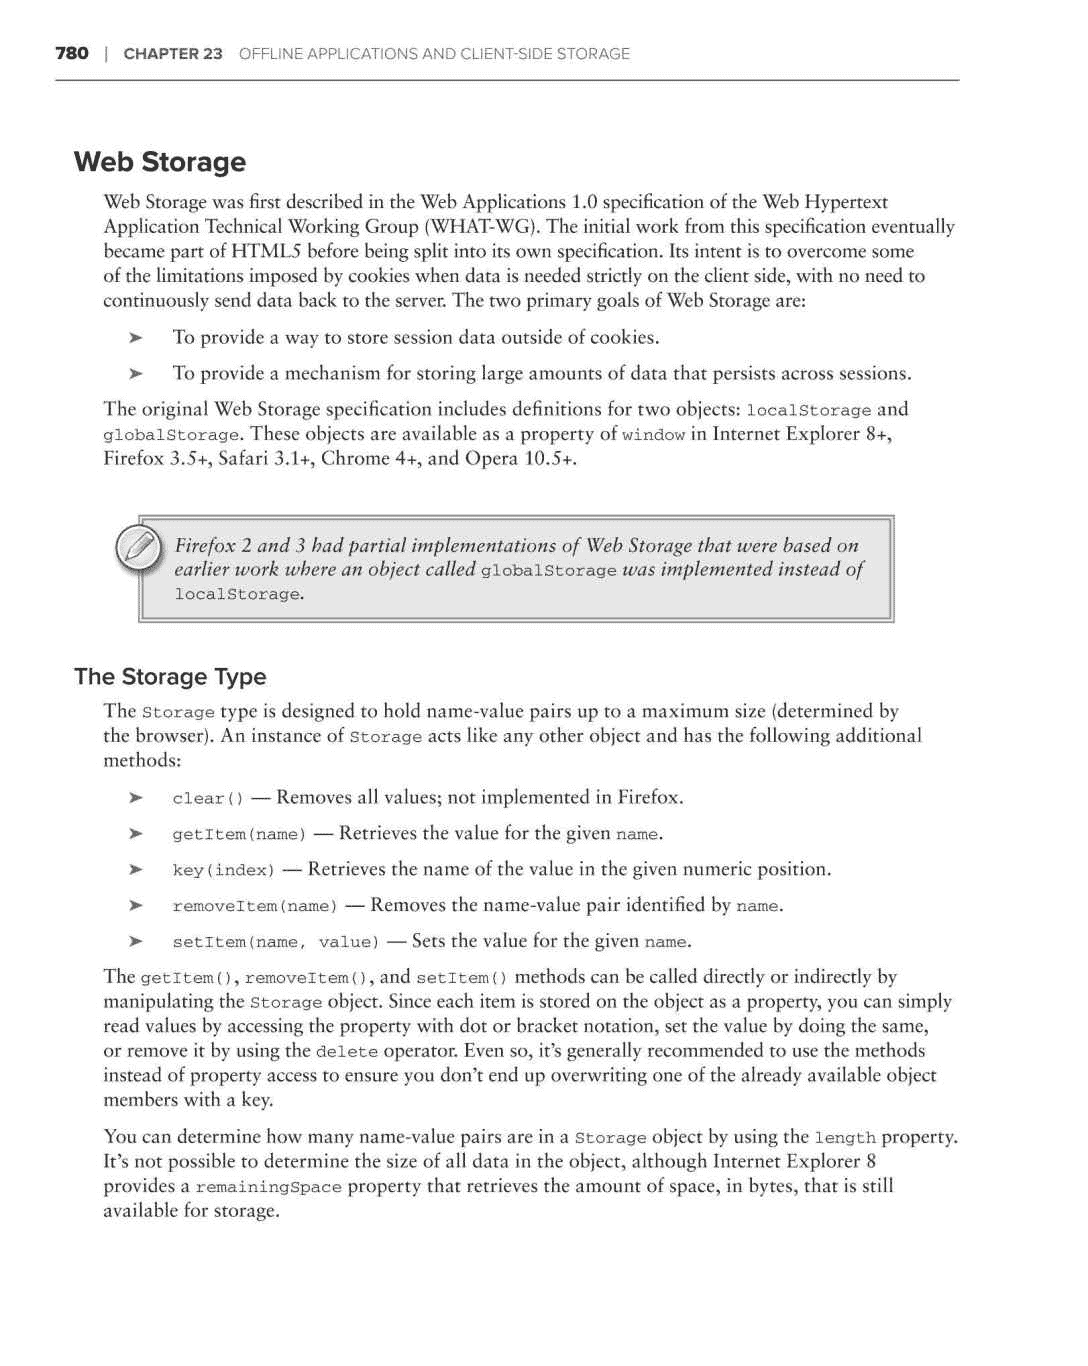 780 | CHAPTER 23 OFFLINE APPLICATIONS AND CLIENT-SIDE STORAGE
Web Storage
Web Storage was first described in the Web Applications 1.0 specification of the Web Hypertext
Application Technical Working Group (WHAT-WG). The initial work from this specification eventually
became part of HTML5 before being split into its own specification. Its intent is to overcome some
of the limitations imposed by cookies when data is needed strictly on the client side, with no need to
continuously send data back to the server. The two primary goals of Web Storage are:
➤ To provide a way to store session data outside of cookies.
➤ To provide a mechanism for storing large amounts of data that persists across sessions.
The original Web Storage specification includes definitions for two objects: localStorage and
globalStorage. These objects are available as a property of window in Internet Explorer 8+,
Firefox 3.5+, Safari 3.1+, Chrome 4+, and Opera 10.5+.
Firefox 2 and 3 had partial implementations of Web Storage that were based on
earlier work where an object called globalStorage was implemented instead of
localStorage.
The Storage Type
The Storage type is designed to hold name-value pairs up to a maximum size (determined by
the browser). An instance of Storage acts like any other object and has the following additional
methods:
➤ clear() — Removes all values; not implemented in Firefox.
➤ getItem(name) — Retrieves the value for the given name.
➤ key(index) — Retrieves the name of the value in the given numeric position.
➤ removeItem(name) — Removes the name-value pair identified by name.
➤ setItem(name, value) — Sets the value for the given name.
The getItem(), removeItem(), and setItem() methods can be called directly or indirectly by
manipulating the Storage object. Since each item is stored on the object as a property, you can simply
read values by accessing the property with dot or bracket notation, set the value by doing the same,
or remove it by using the delete operator. Even so, it's generally recommended to use the methods
instead of property access to ensure you don't end up overwriting one of the already available object
members with a key.
You can determine how many name-value pairs are in a Storage object by using the length property.
It's not possible to determine the size of all data in the object, although Internet Explorer 8
provides a remainingSpace property that retrieves the amount of space, in bytes, that is still
available for storage.